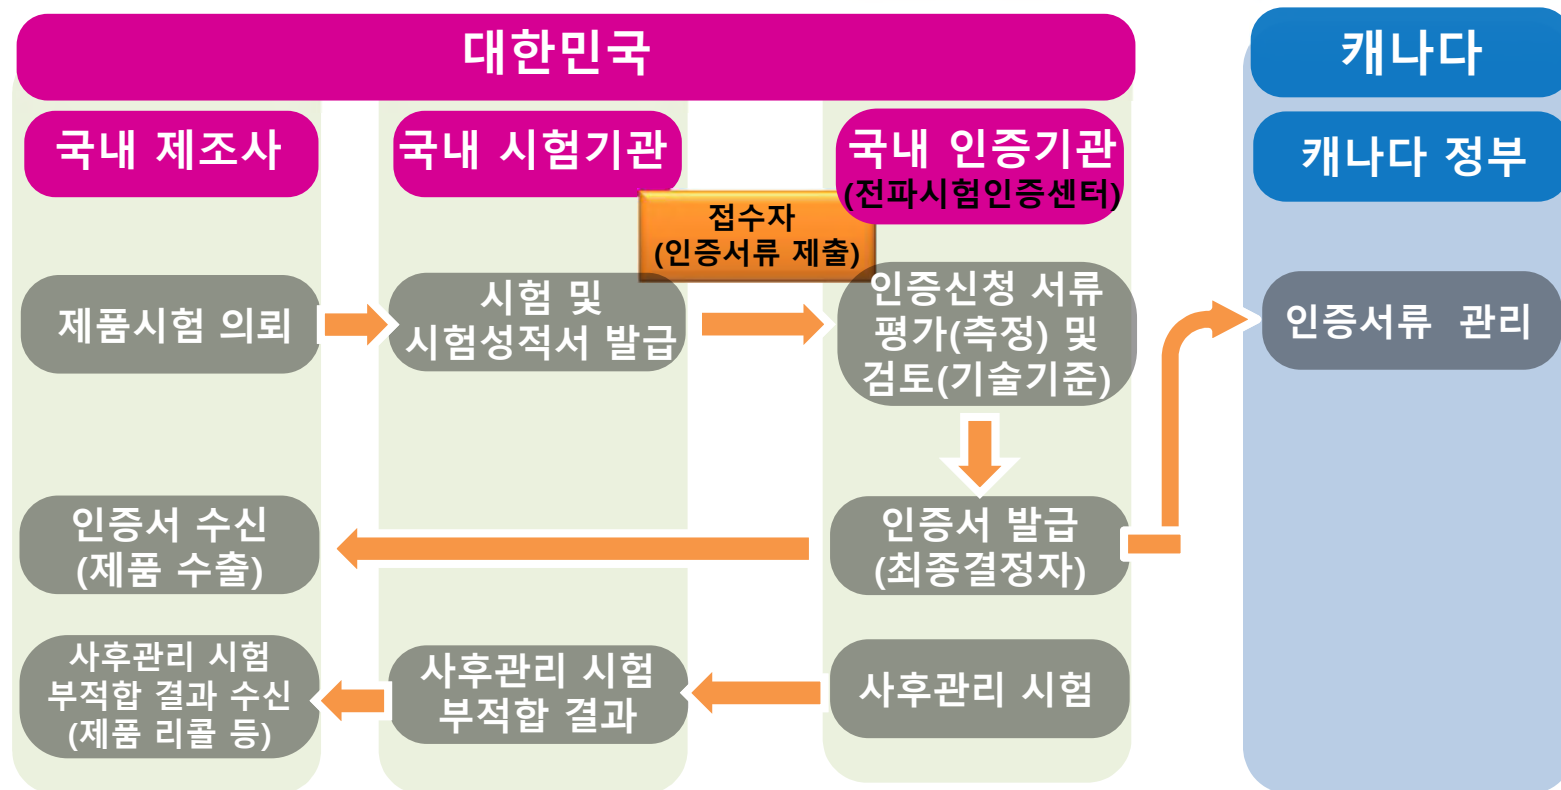 대한민국
캐나다
국내 제조사
국내 시험기관
국내 인증기관
(전파시험인증센터)
캐나다 정부
접수자
(인증서류 제출)
제품시험 의뢰
시험 및
시험성적서 발급
인증신청 서류
평가(측정) 및
검토(기술기준)
인증서류 관리
인증서 수신
(제품 수출)
인증서 발급
(최종결정자)
사후관리 시험
부적합 결과 수신
(제품 리콜 등)
사후관리 시험
부적합 결과
사후관리 시험